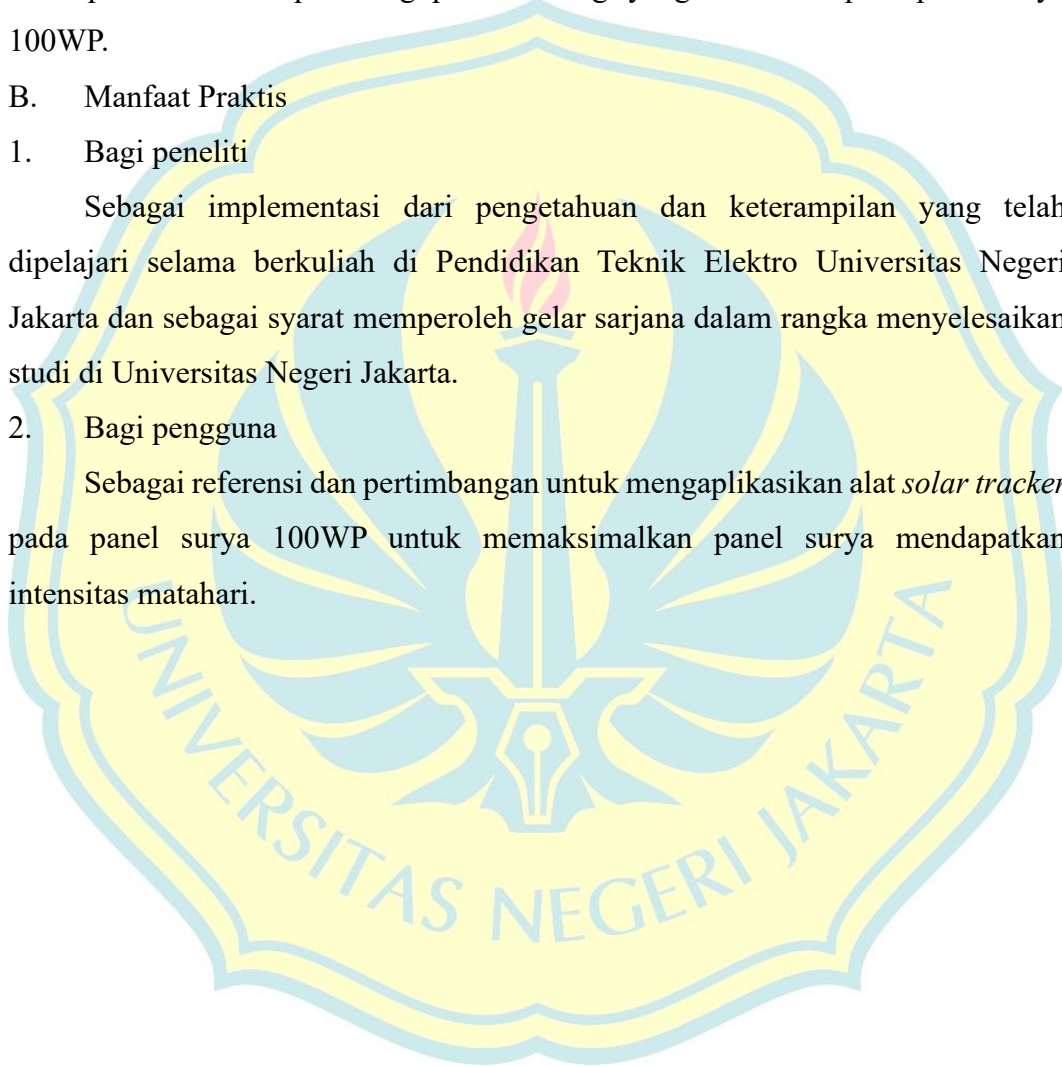 100WP.
B. Manfaat Praktis
1. Bagi peneliti
Sebagai implementasi dari pengetahuan dan keterampilan yang telah
dipelajari selama berkuliah di Pendidikan Teknik Elektro Universitas Negeri
Jakarta dan sebagai syarat memperoleh gelar sarjana dalam rangka menyelesaikan
studi di Universitas Negeri Jakarta.
2. Bagi pengguna
Sebagai referensi dan pertimbangan untuk mengaplikasikan alat solar tracker
pada panel surya 100WP untuk memaksimalkan panel surya mendapatkan
intensitas matahari.
UNIVERSITAS NEGERI JAKARTA